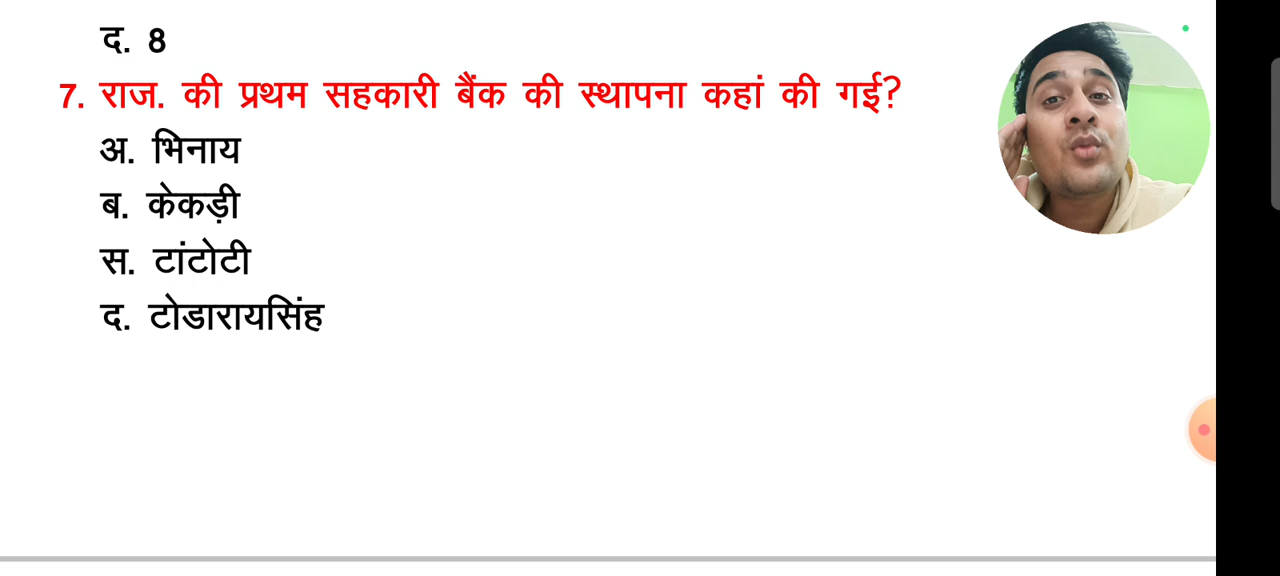 द. 8
7. राज. की प्रथम सहकारी बैंक की स्थापना कहां की गई?
अ. भिनाय
ब. केकड़ी
स. टांटोटी
द. टोडारायसिंह